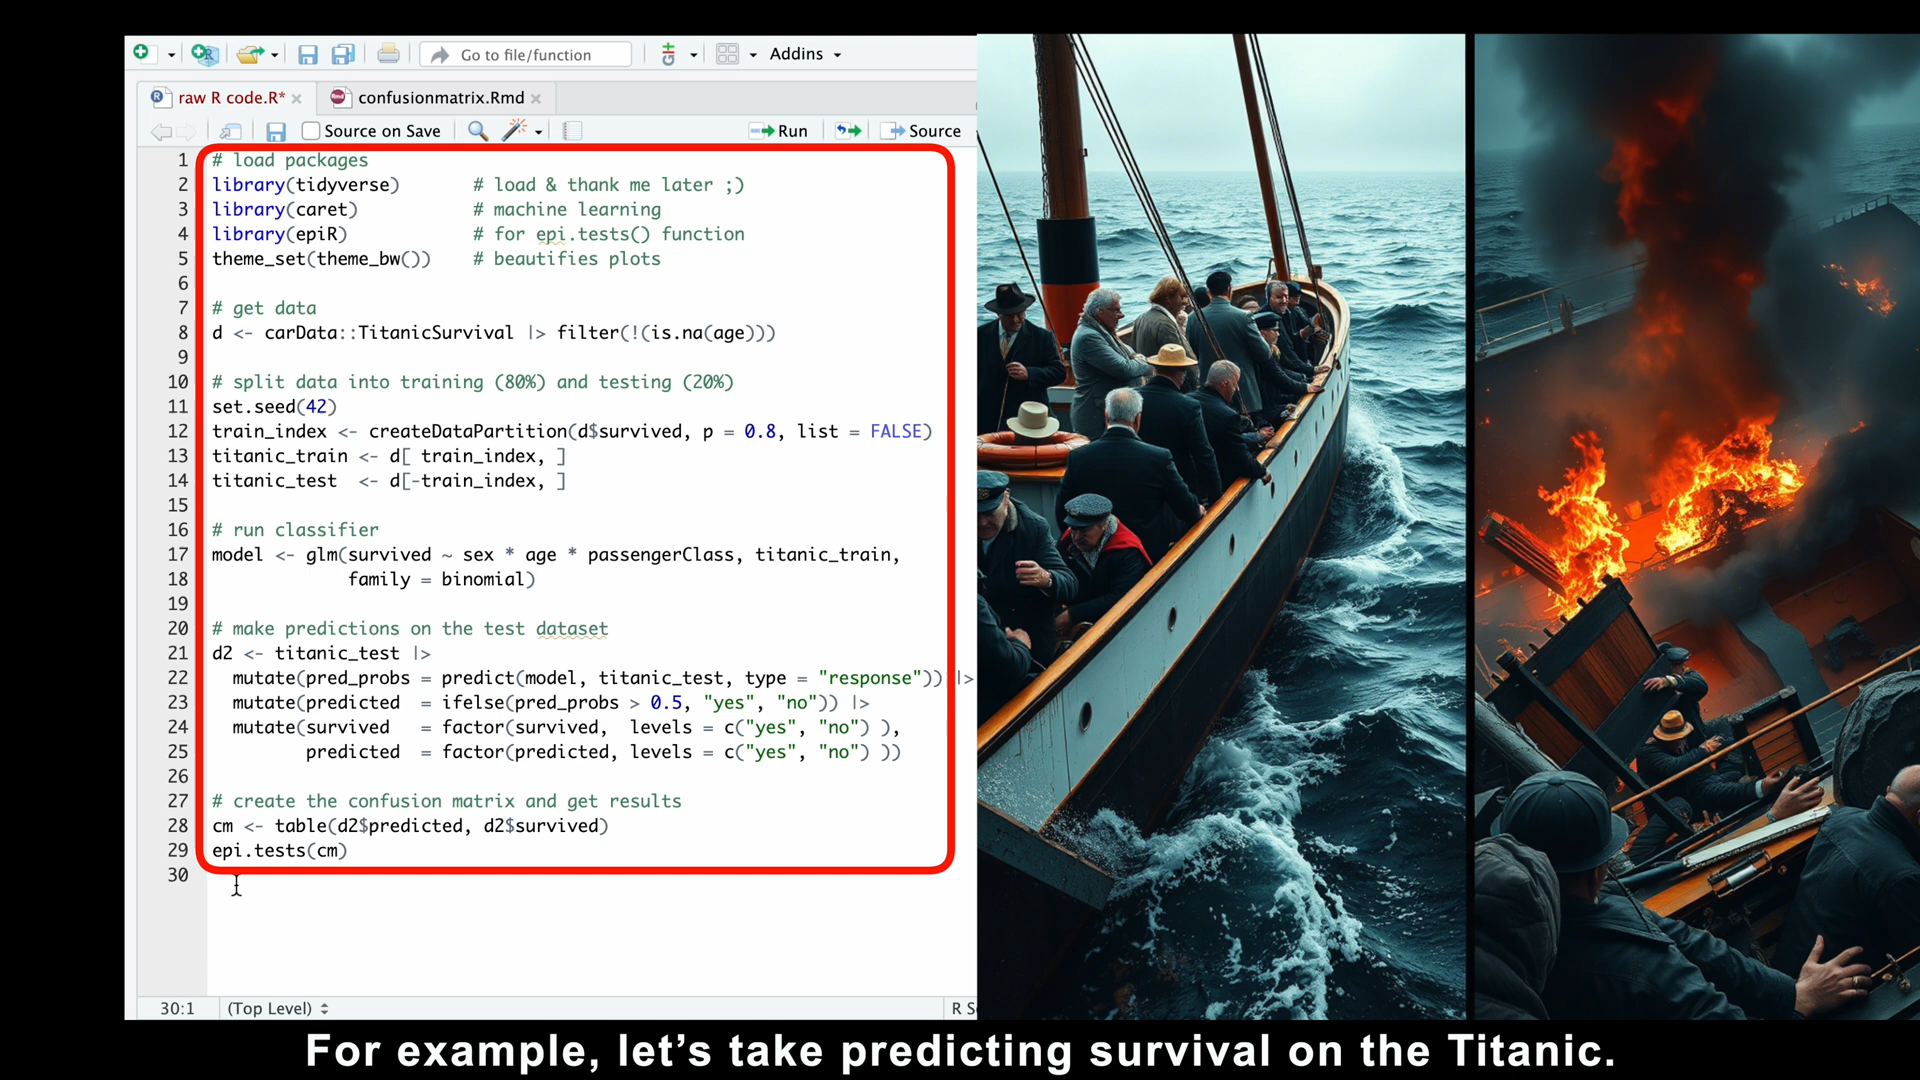 Go to file/function
Addins
raw R code.R*
confusionmatrix.Rmd
Source on Save
Run
Source
1 # load packages
2 library(tidyverse) # load & thank me later ;)
3 library(caret) # machine learning
4 library(epiR) # for epi.tests() function
5 theme_set(theme_bw()) # beautifies plots
6
7 # get data
8 d <- carData::TitanicSurvival |> filter(!(is.na(age)))
9
10 # split data into training (80%) and testing (20%)
11 set.seed(42)
12 train_index <- createDataPartition(d$survived, p = 0.8, list = FALSE)
13 titanic_train <- d[ train_index, ]
14 titanic_test <- d[-train_index, ]
15
16 # run classifier
17 model <- glm(survived ~ sex * age * passengerClass, titanic_train,
18 family = binomial)
19
20 # make predictions on the test dataset
21 d2 <- titanic_test |>
22 mutate(pred_probs = predict(model, titanic_test, type = "response")) |>
23 mutate(predicted = ifelse(pred_probs > 0.5, "yes", "no")) |>
24 mutate(survived = factor(survived, levels = c("yes", "no") ),
25 predicted = factor(predicted, levels = c("yes", "no") ))
26
27 # create the confusion matrix and get results
28 cm <- table(d2$predicted, d2$survived)
29 epi.tests(cm)
30
30:1 (Top Level) R S
For example, let's take predicting survival on the Titanic.